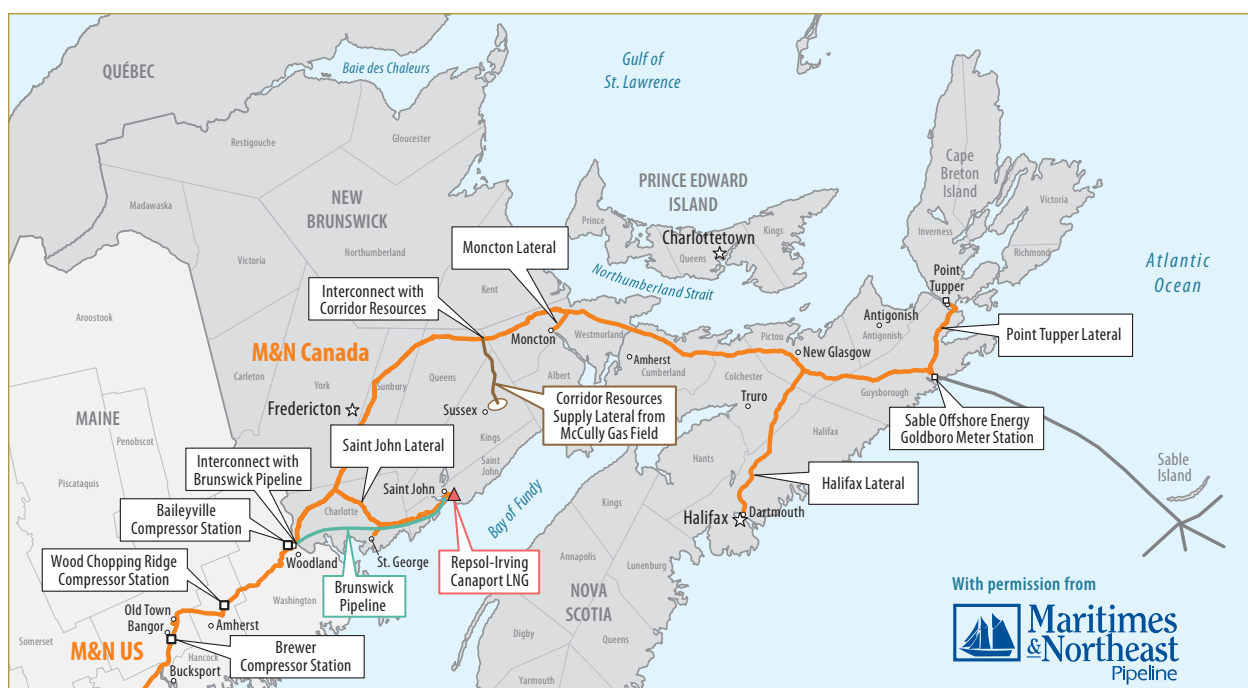 QUÉBEC
Baie des Chaleurs
Gulf of
St. Lawrence
Restigouche
Gloucester
NEW
BRUNSWICK
Madawaska
Victoria
Northumberland
Kent
PRINCE EDWARD
ISLAND
Prince
Charlottetown
Queens
Kings
Cape
Breton
Island
Victoria
Inverness
Richmond
Atlantic
Ocean
Moncton Lateral
Northumberland Strait
Interconnect with
Corridor Resources
Point
Tupper
Aroostook
M&N Canada
Carleton
York
Sunbury
Queens
Moncton
Westmorland
Albert
Amherst
Cumberland
Pictou
New Glasgow
Colchester
Antigonish
Antigonish
Guysborough
Point Tupper Lateral
MAINE
Penobscot
Piscataquis
Fredericton
Sussex
Kings
Saint
John
Corridor Resources
Supply Lateral from
McCully Gas Field
Truro
Halifax
Hants
Sable Offshore Energy
Goldboro Meter Station
Saint John Lateral
Interconnect with
Brunswick Pipeline
Saint John
Charlotte
Baileyville
Compressor Station
Bay of Fundy
Kings
Halifax Lateral
Sable
Island
Halifax
Dartmouth
Wood Chopping Ridge
Compressor Station
Woodland
St. George
Repsol-Irving
Canaport LNG
Annapolis
Lunenburg
Brunswick
Pipeline
Washington
NOVA
SCOTIA
With permission from
Old Town
Bangor
Amherst
Somerset
M&N US
Hancock
Bucksport
Brewer
Compressor Station
Digby
Queens
Yarmouth
Maritimes
&Northeast
Pipeline